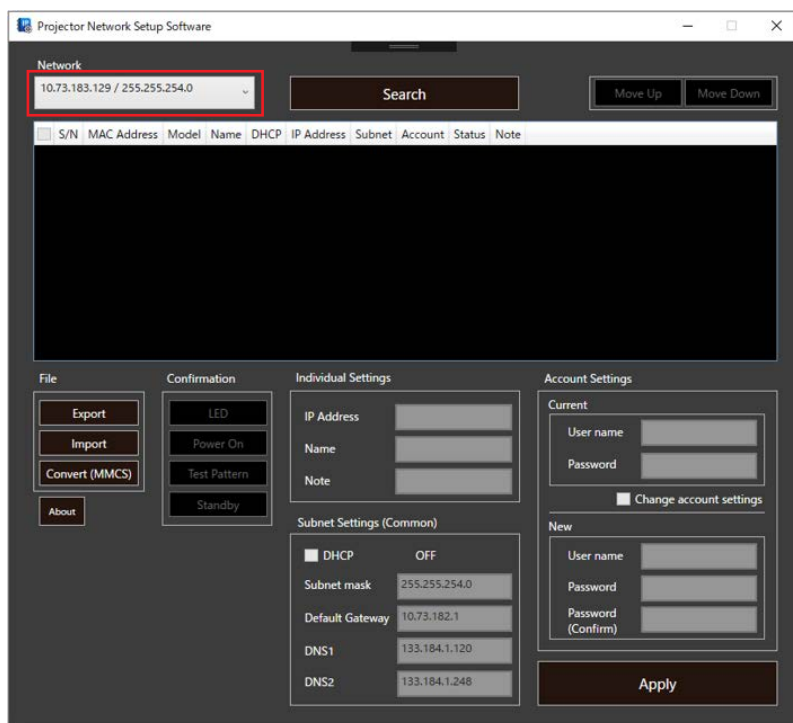 Projector Network Setup Software
Network
10.73.183.129 / 255.255.254.0
Search
Move Up
Move Down
S/N MAC Address Model Name DHCP IP Address Subnet Account Status Note
File
Export
Import
Convert (MMCS)
About
Confirmation
LED
Power On
Test Pattern
Standby
Individual Settings
IP Address
Name
Note
Subnet Settings (Common)
DHCP OFF
Subnet mask 255.255.254.0
Default Gateway 10.73.182.1
DNS1 133.184.1.120
DNS2 133.184.1.248
Account Settings
Current
User name
Password
Change account settings
New
User name
Password
Password
(Confirm)
Apply